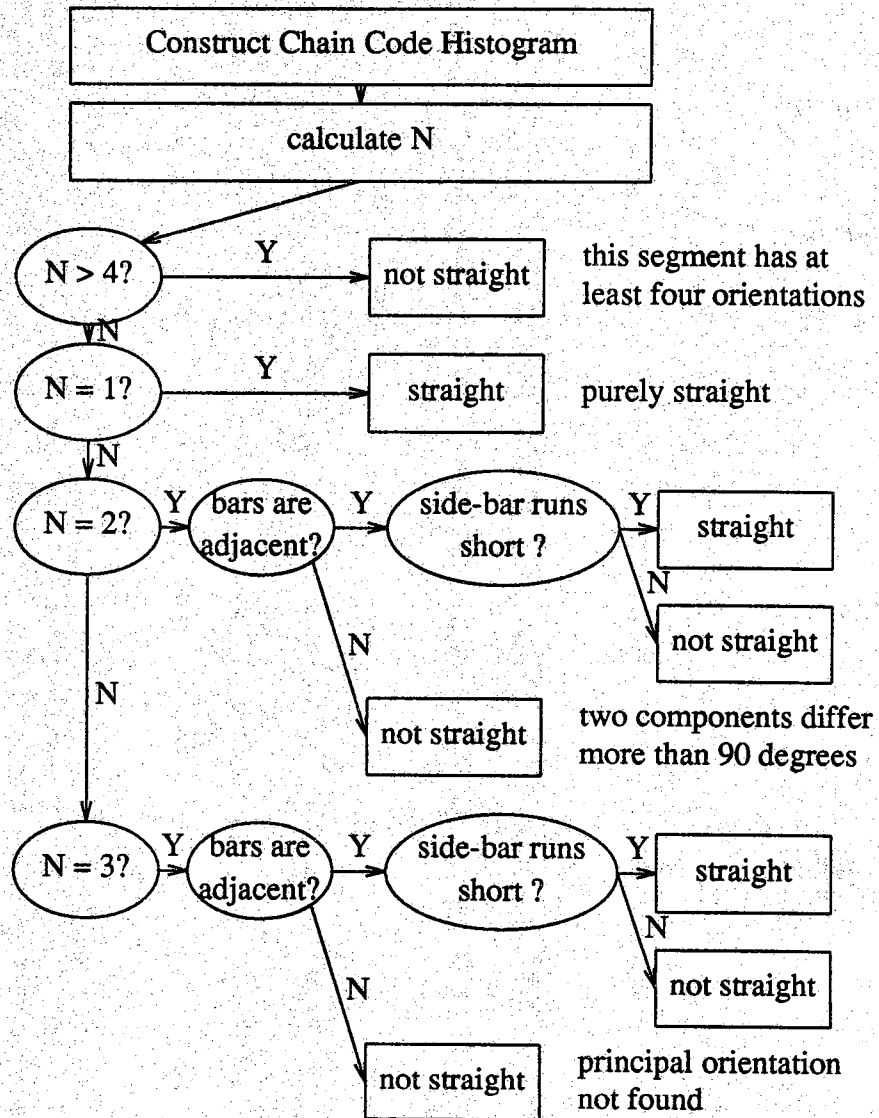 Construct Chain Code Histogram
calculate N
N > 4?
Y
not straight
this segment has at
least four orientations
N
N = 1?
Y
straight
purely straight
N
N = 2?
Y
bars are
adjacent?
Y
side-bar runs
short ?
Y
straight
N
not straight
N
not straight
two components differ
more than 90 degrees
N
N = 3?
Y
bars are
adjacent?
Y
side-bar runs
short ?
Y
straight
N
not straight
N
not straight
principal orientation
not found